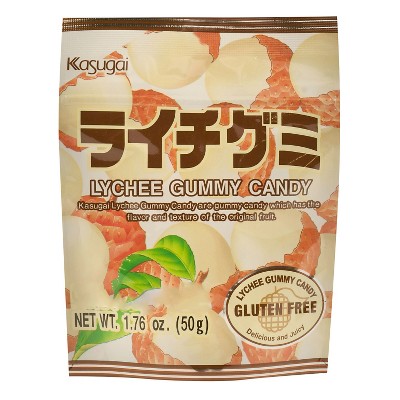 Kasugai
ライチグミ
LYCHEE GUMMY CANDY
Kasugai Lychee Gummy Candy are gummy candy which has the
flavor and texture of the original fruit.
LYCHEE GUMMY CANDY
GLUTEN FREE
Delicious and Juicy
NET WT. 1.76 oz. (50g)